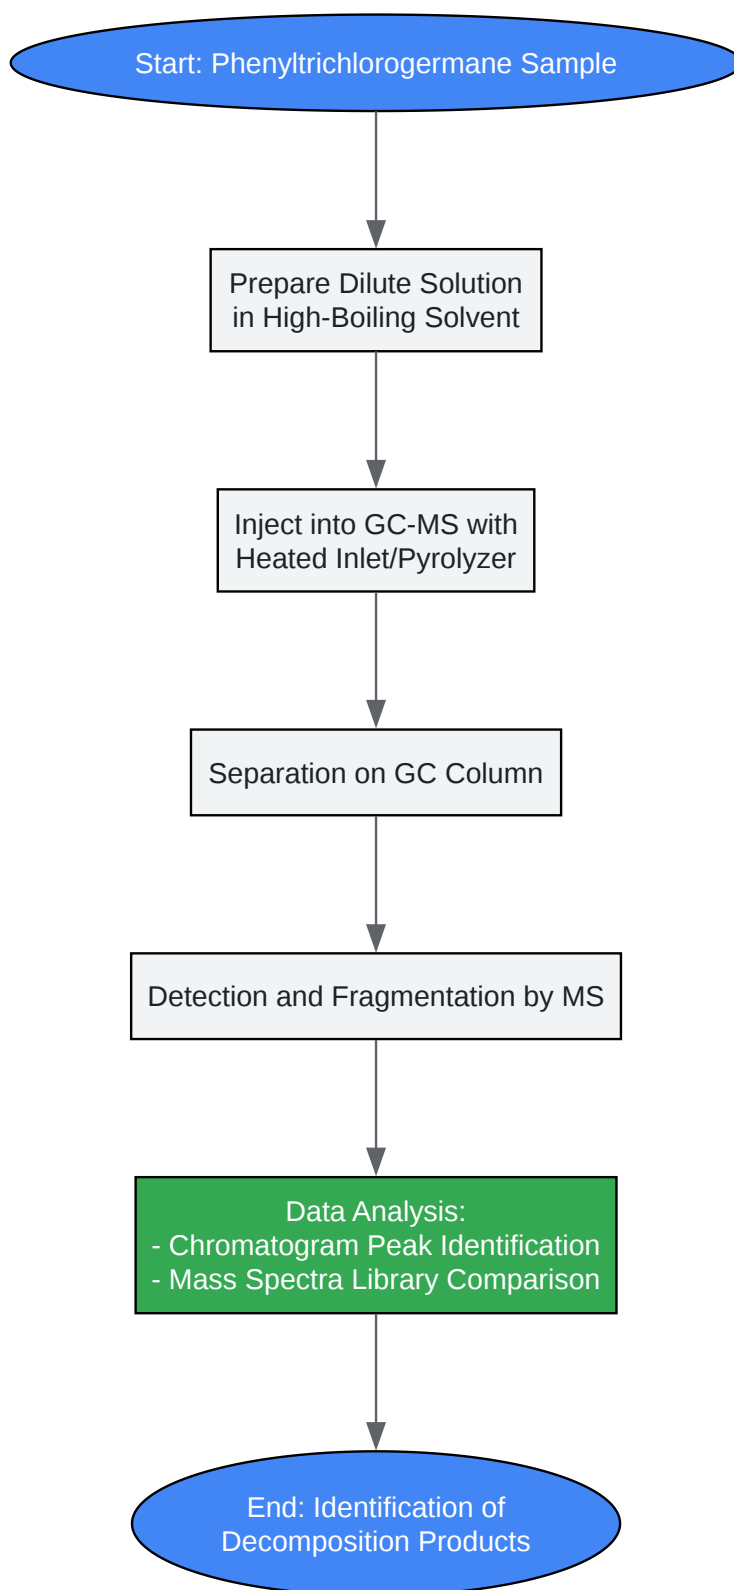 Start: Phenyltrichlorogermane Sample
Prepare Dilute Solution
in High-Boiling Solvent
Inject into GC-MS with
Heated Inlet/Pyrolyzer
Separation on GC Column
Detection and Fragmentation by MS
Data Analysis:
- Chromatogram Peak Identification
- Mass Spectra Library Comparison
End: Identification of
Decomposition Products